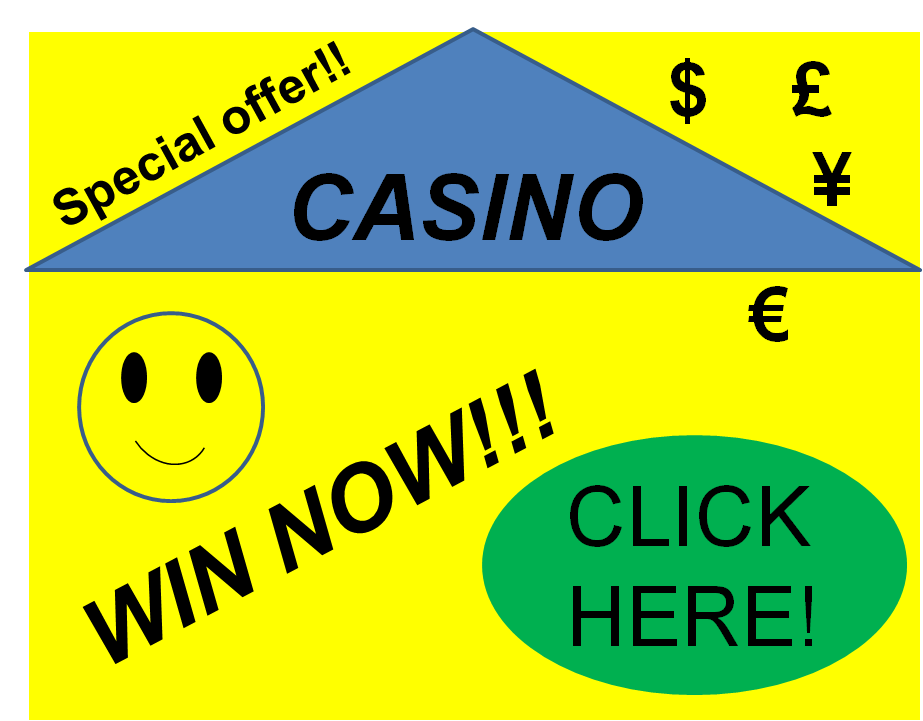 Special offer!!
$ £
¥
CASINO
€
WIN NOW!!!
CLICK
HERE!